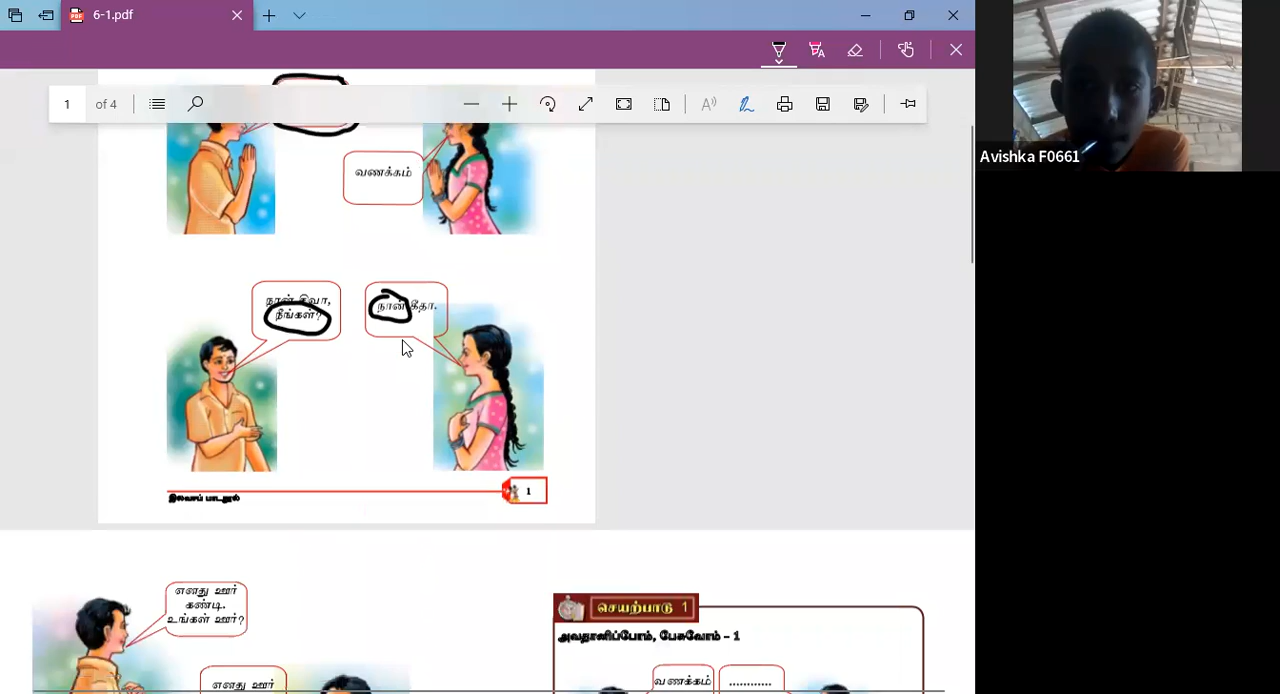 6-1.pdf
1 of 4
வணக்கம்
நான் சிவா,
நீங்கள்?
நான் கீதா.
இலவசப் பாடநூல்
1
எனது ஊர்
கண்டி.
உங்கள் ஊர்?
எனது ஊர்
செயற்பாடு 1
அவதானிப்போம், பேசுவோம் - 1
வணக்கம்
............
Avishka F0661